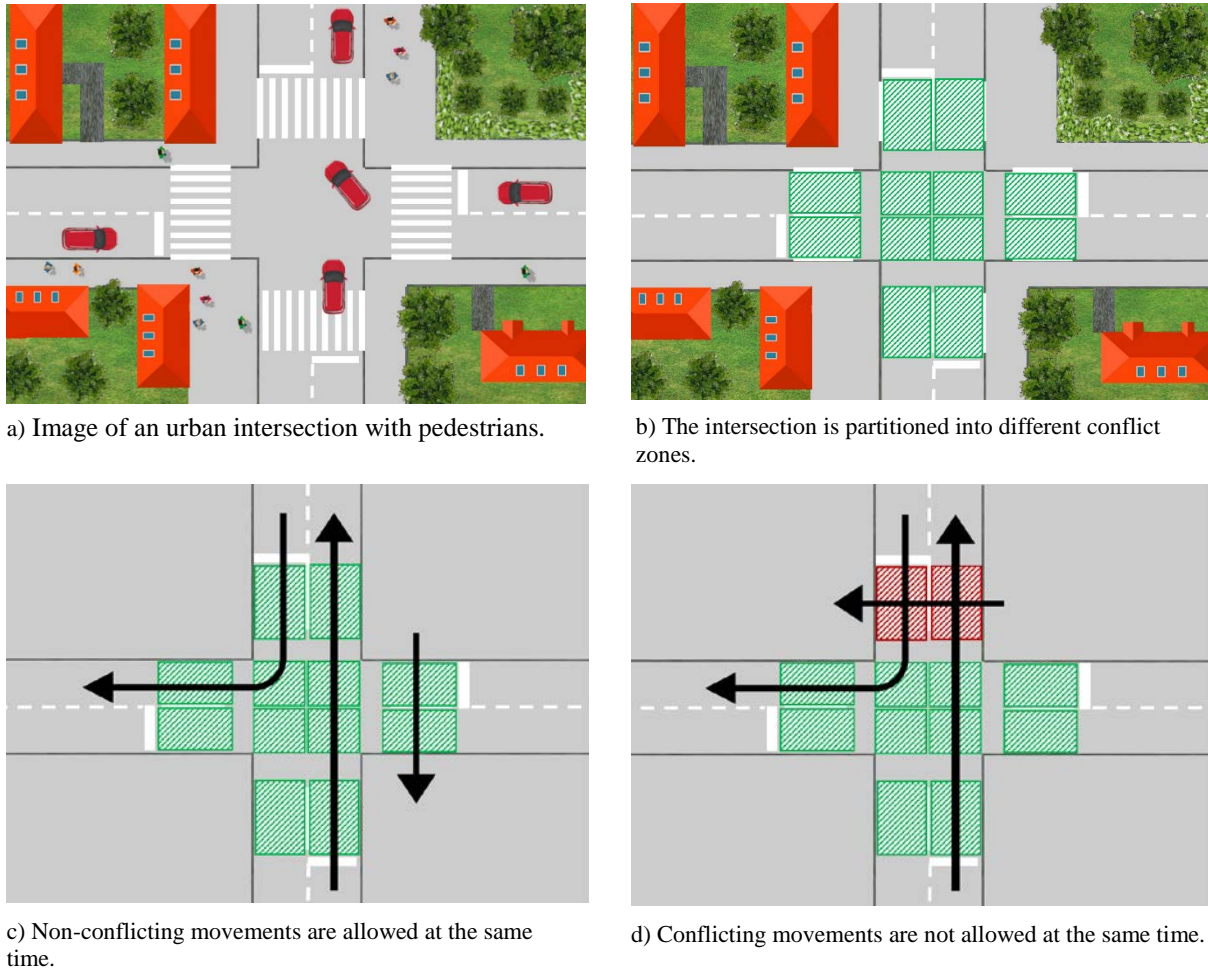 a) Image of an urban intersection with pedestrians.
b) The intersection is partitioned into different conflict
zones.
c) Non-conflicting movements are allowed at the same
time.
d) Conflicting movements are not allowed at the same time.